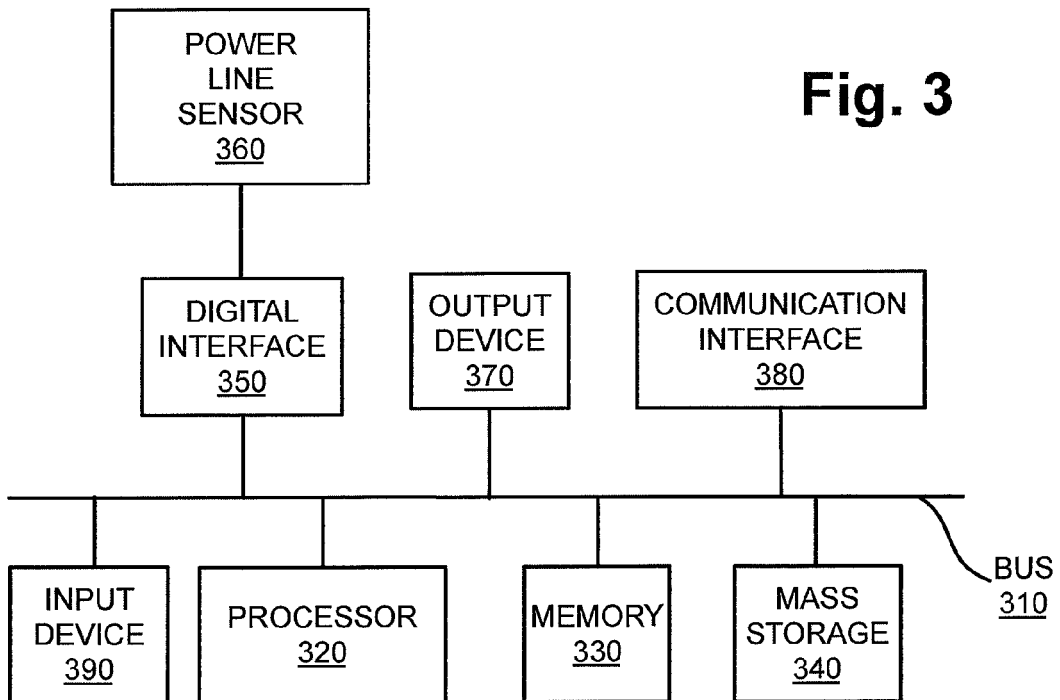 POWER
LINE
SENSOR
360
Fig. 3
DIGITAL
INTERFACE
350
OUTPUT
DEVICE
370
COMMUNICATION
INTERFACE
380
INPUT
DEVICE
390
PROCESSOR
320
MEMORY
330
MASS
STORAGE
340
BUS
310